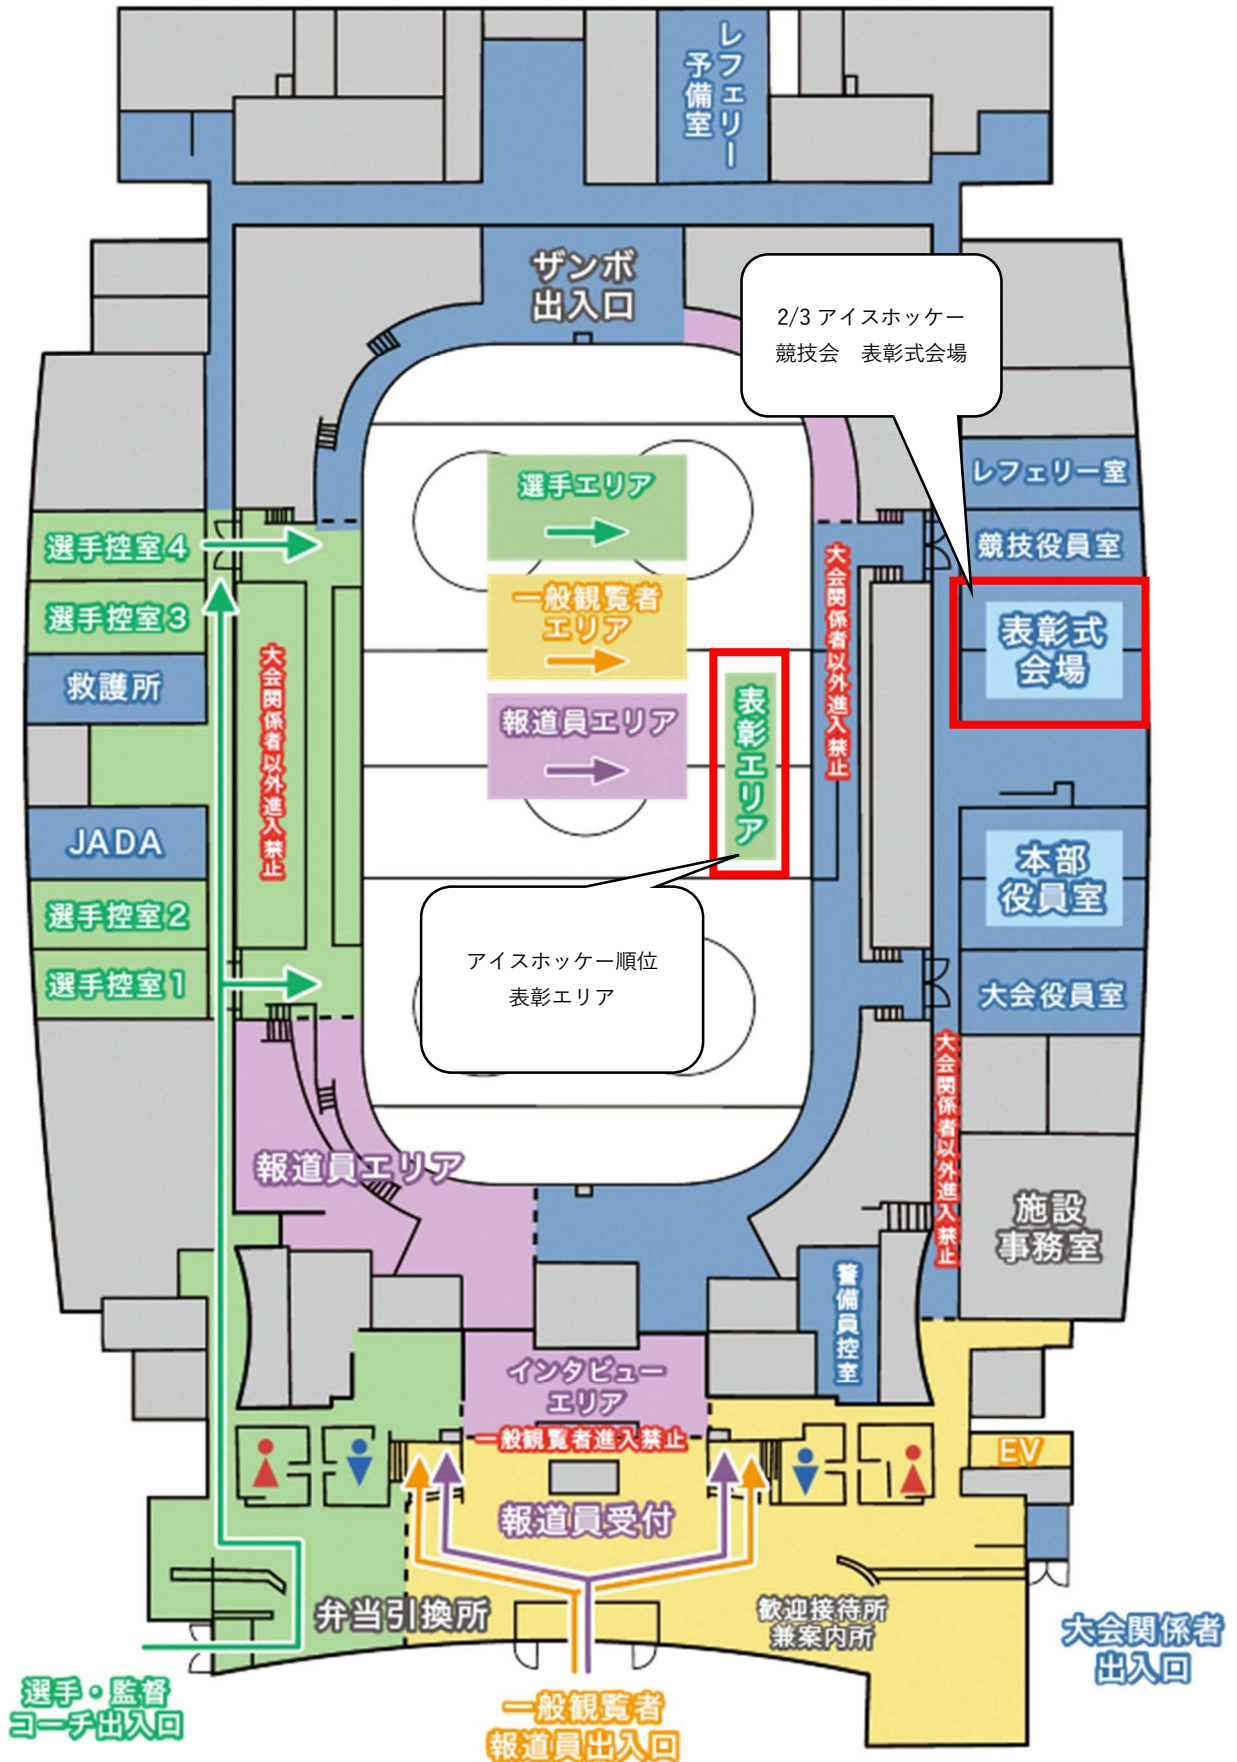 レフェリー
予備室
ザンボ
出入口
2/3 アイスホッケー
競技会　表彰式会場
レフェリー室
競技役員室
表彰式
会場
選手エリア
一般観覧者
エリア
報道員エリア
表彰エリア
大会関係者以外進入禁止
選手控室4
選手控室3
救護所
大会関係者以外進入禁止
JADA
選手控室2
選手控室1
本部
役員室
大会役員室
アイスホッケー順位
表彰エリア
大会関係者以外進入禁止
報道員エリア
施設
事務室
警備員控室
インタビュー
エリア
一般観覧者進入禁止
EV
報道員受付
弁当引換所
歓迎接待所
兼案内所
大会関係者
出入口
選手・監督
コーチ出入口
一般観覧者
報道員出入口